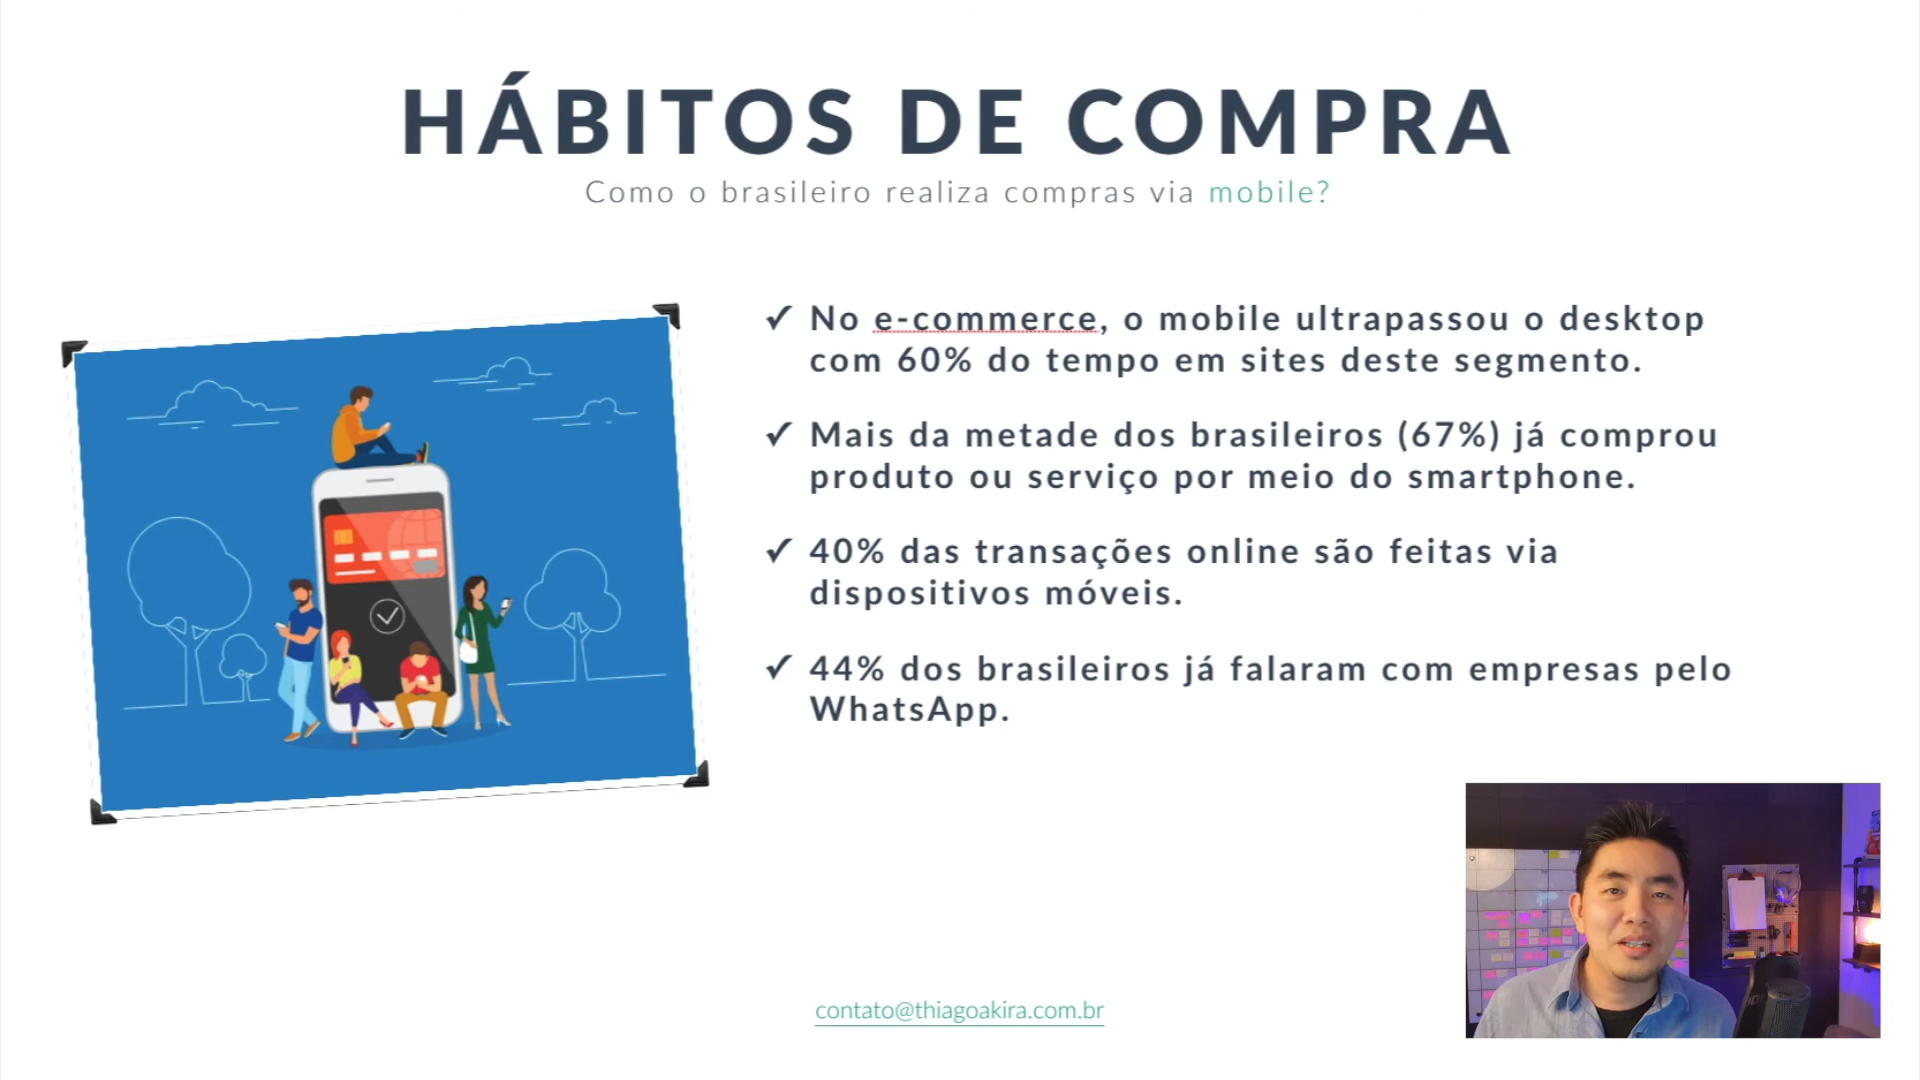 HÁBITOS DE COMPRA
Como o brasileiro realiza compras via mobile?
✓ No e-commerce, o mobile ultrapassou o desktop
com 60% do tempo em sites deste segmento.
✓ Mais da metade dos brasileiros (67%) já comprou
produto ou serviço por meio do smartphone.
✓ 40% das transações online são feitas via
dispositivos móveis.
✓ 44% dos brasileiros já falaram com empresas pelo
WhatsApp.
contato@thiagoakira.com.br